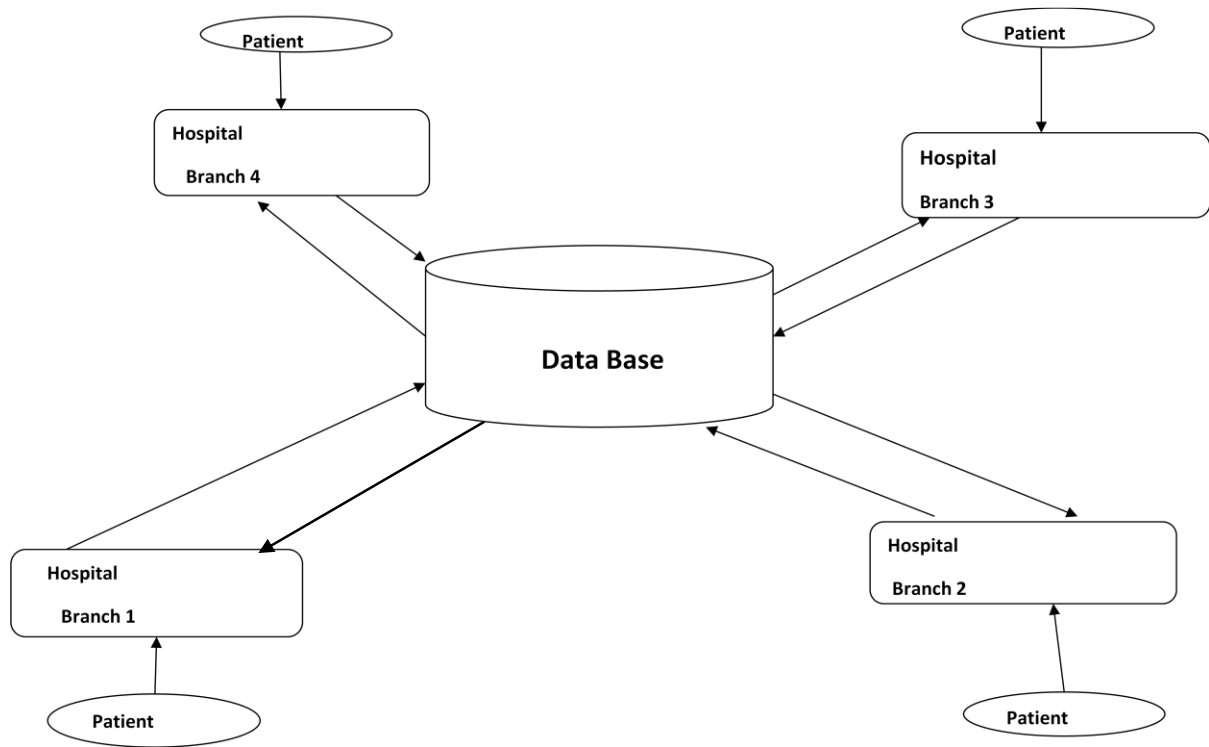 Patient
Patient
Hospital
Branch 4
Hospital
Branch 3
Data Base
Hospital
Branch 1
Hospital
Branch 2
Patient
Patient